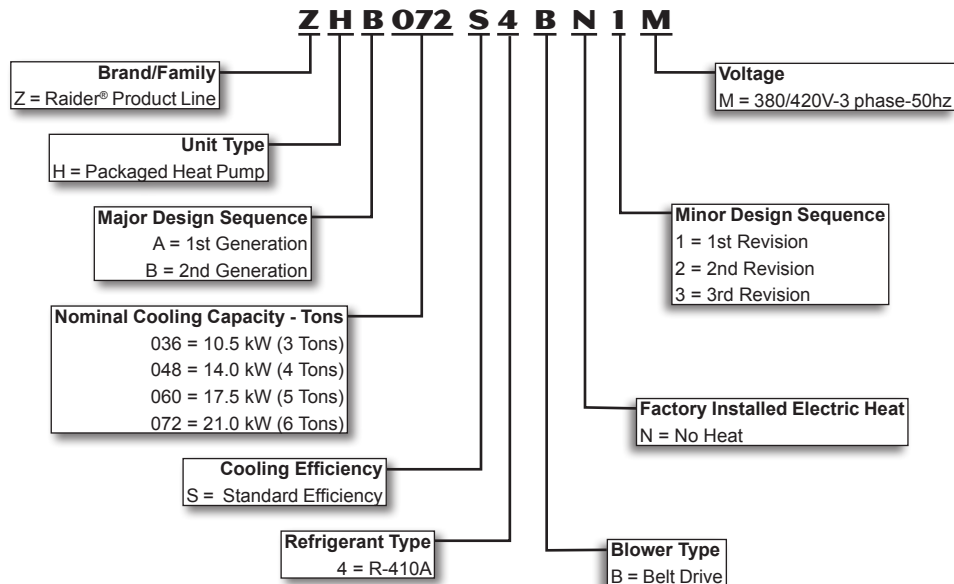 Z H B 072 S 4 B N 1 M
Brand/Family
Z = Raider® Product Line
Voltage
M = 380/420V-3 phase-50hz
Unit Type
H = Packaged Heat Pump
Major Design Sequence
A = 1st Generation
B = 2nd Generation
Minor Design Sequence
1 = 1st Revision
2 = 2nd Revision
3 = 3rd Revision
Nominal Cooling Capacity - Tons
036 = 10.5 kW (3 Tons)
048 = 14.0 kW (4 Tons)
060 = 17.5 kW (5 Tons)
072 = 21.0 kW (6 Tons)
Factory Installed Electric Heat
N = No Heat
Cooling Efficiency
S = Standard Efficiency
Refrigerant Type
4 = R-410A
Blower Type
B = Belt Drive